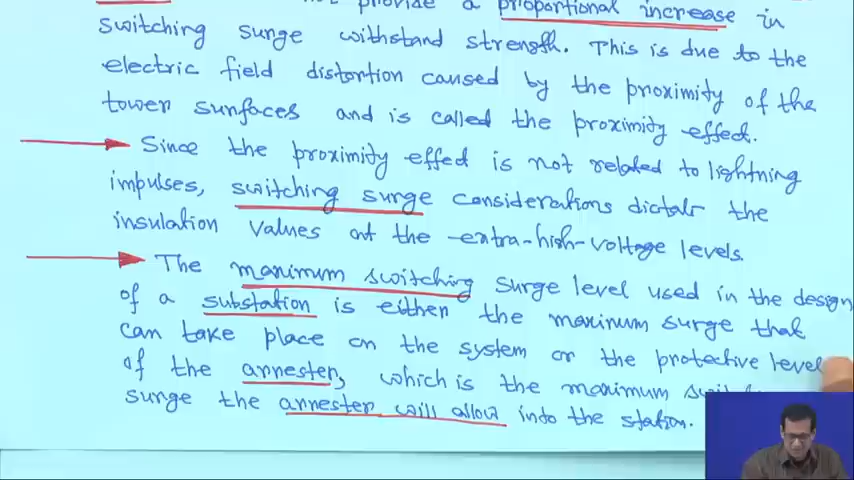 not provide a proportional increase in
switching surge withstand strength. This is due to the
electric field distortion caused by the proximity of the
tower surfaces and is called the proximity effect.
Since the proximity effect is not related to lightning
impulses, switching surge considerations dictate the
insulation values at the extra-high-voltage levels.
The maximum switching surge level used in the design
of a substation is either the maximum surge that
can take place on the system or the protective level
of the arrester, which is the maximum
surge the arrester will allow into the station.